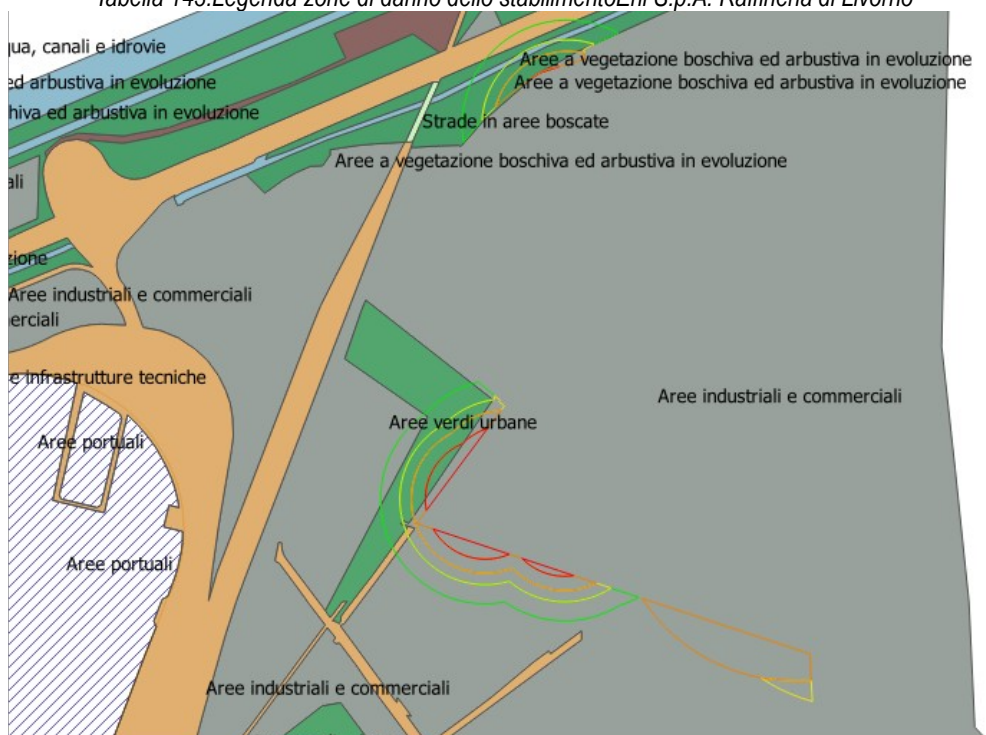 Tabella 145.Legenda zone di danno dello stabilimentoEni S.p.A. Raffineria di Livorno
qua, canali e idrovie
Aree a vegetazione boschiva ed arbustiva in evoluzione
ed arbustiva in evoluzione
Aree a vegetazione boschiva ed arbustiva in evoluzione
hiva ed arbustiva in evoluzione
Strade in aree boscate
Aree a vegetazione boschiva ed arbustiva in evoluzione
ali
zione
Aree industriali e commerciali
erciali
e infrastrutture tecniche
Aree industriali e commerciali
Aree verdi urbane
Aree portuali
Aree portuali
Aree industriali e commerciali